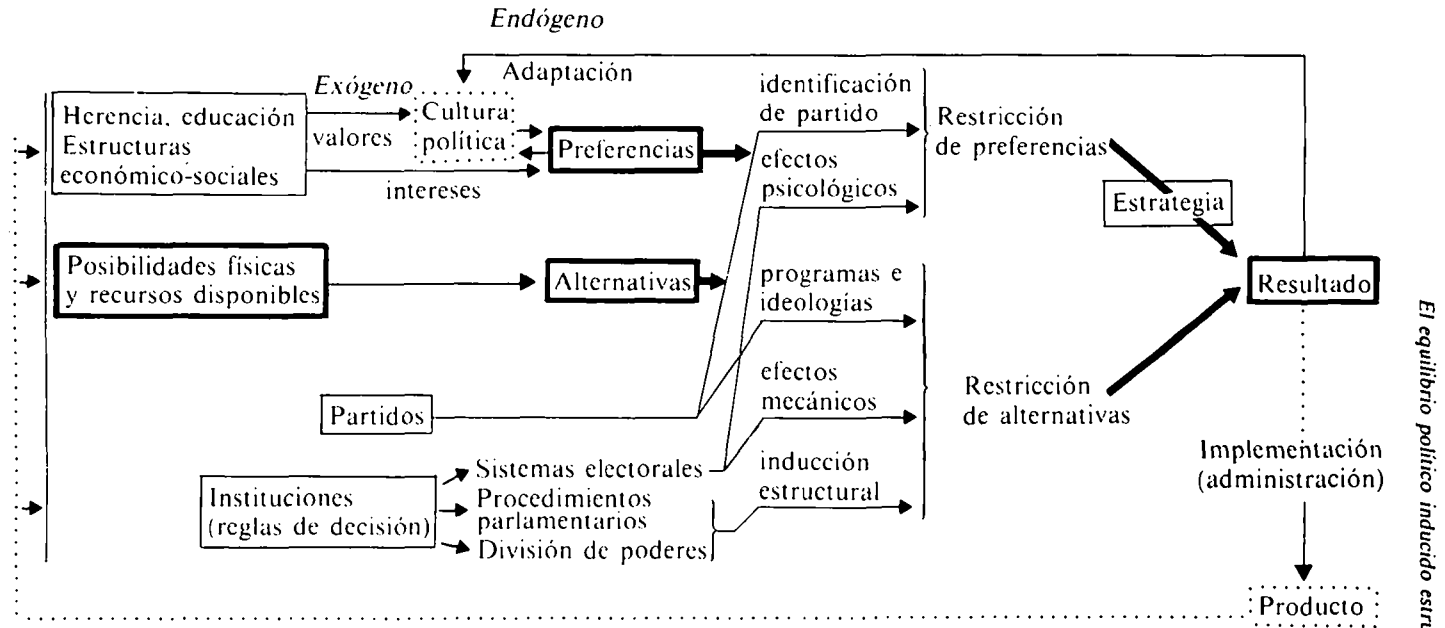 Endógeno
Exógeno
Adaptación
Herencia, educación
Estructuras
económico-sociales
valores
Cultura
política
intereses
Preferencias
identificación
de partido
efectos
psicológicos
Restricción
de preferencias
Estrategia
Posibilidades físicas
y recursos disponibles
Alternativas
programas e
ideologías
Resultado
efectos
mecánicos
Restricción
de alternativas
Partidos
Instituciones
(reglas de decisión)
Sistemas electorales
Procedimientos
parlamentarios
División de poderes
inducción
estructural
Implementación
(administración)
Producto
El equilibrio político inducido estru